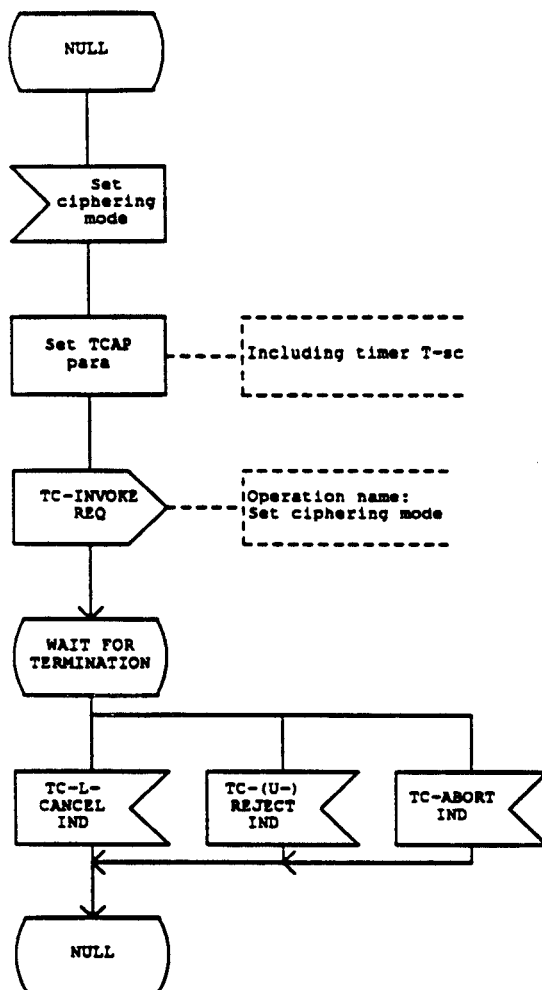 NULL
Set
ciphering
mode
Set TCAP
para
Including timer T-sc
TC-INVOKE
REQ
Operation name:
Set ciphering mode
WAIT FOR
TERMINATION
TC-L-
CANCEL
IND
TC-(U-)
REJECT
IND
TC-ABORT
IND
NULL